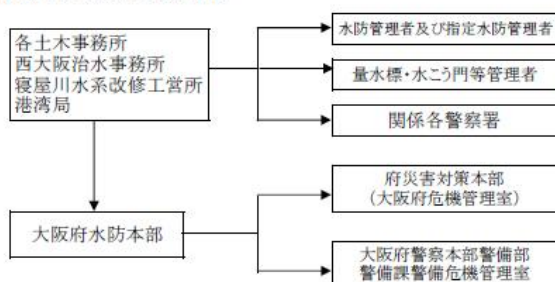 各土木事務所
西大阪治水事務所
寝屋川水系改修工営所
港湾局
水防管理者及び指定水防管理者
量水標・水こう門等管理者
関係各警察署
大阪府水防本部
府災害対策本部
（大阪府危機管理室）
大阪府警察本部警備部
警備課警備危機管理室